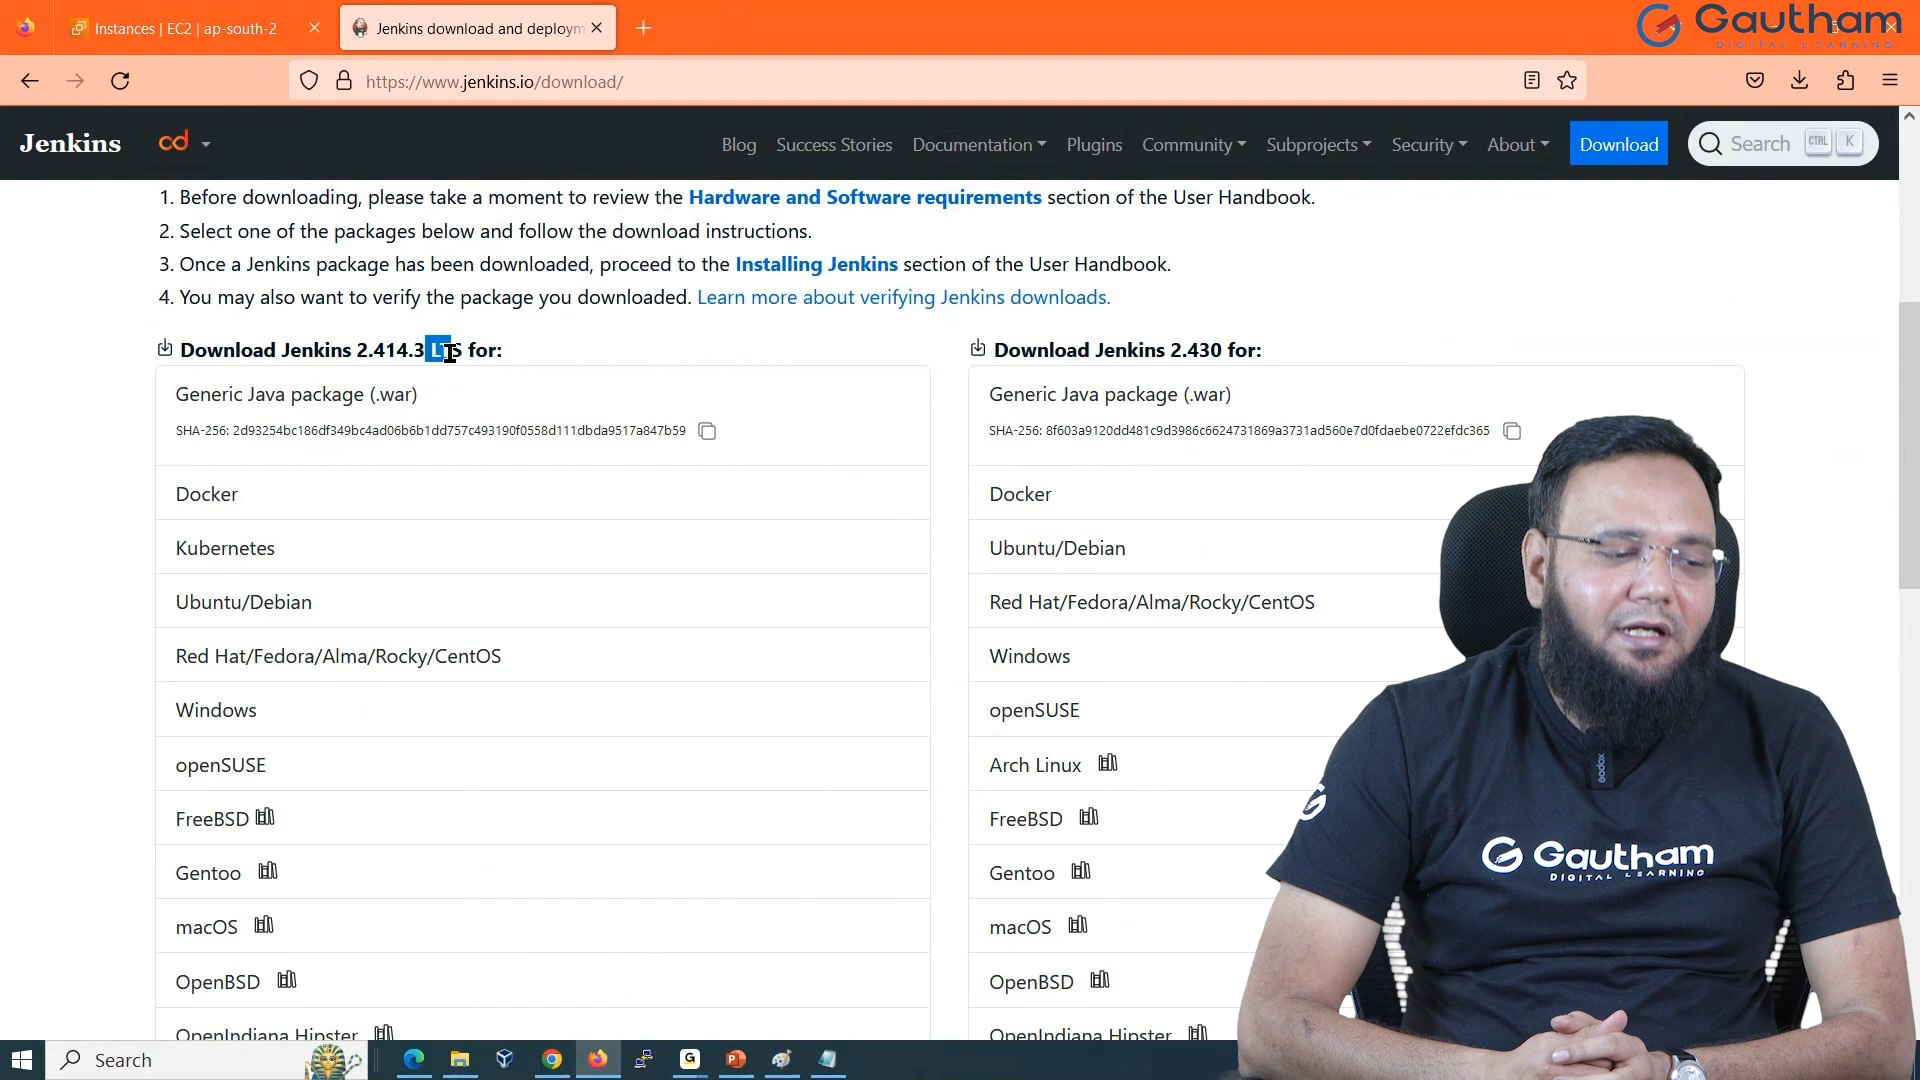 Instances | EC2 | ap-south-2
Jenkins download and deploym
Gautham
DIGITAL LEARNING
https://www.jenkins.io/download/
Jenkins
cd
Blog
Success Stories
Documentation
Plugins
Community
Subprojects
Security
About
Download
Search
CTRL
K
1. Before downloading, please take a moment to review the Hardware and Software requirements section of the User Handbook.
2. Select one of the packages below and follow the download instructions.
3. Once a Jenkins package has been downloaded, proceed to the Installing Jenkins section of the User Handbook.
4. You may also want to verify the package you downloaded. Learn more about verifying Jenkins downloads.
Download Jenkins 2.414.3 LTS for:
Generic Java package (.war)
SHA-256: 2d93254bc186df349bc4ad06b6b1dd757c493190f0558d111dbda9517a847b59
Docker
Kubernetes
Ubuntu/Debian
Red Hat/Fedora/Alma/Rocky/CentOS
Windows
openSUSE
FreeBSD
Gentoo
macOS
OpenBSD
OpenIndiana Hipster
Download Jenkins 2.430 for:
Generic Java package (.war)
SHA-256: 8f603a9120dd481c9d3986c6624731869a3731ad560e7d0fdaebe0722efdc365
Docker
Ubuntu/Debian
Red Hat/Fedora/Alma/Rocky/CentOS
Windows
openSUSE
Arch Linux
FreeBSD
Gentoo
macOS
OpenBSD
OpenIndiana Hipster
Godox
Gautham
DIGITAL LEARNING
Search